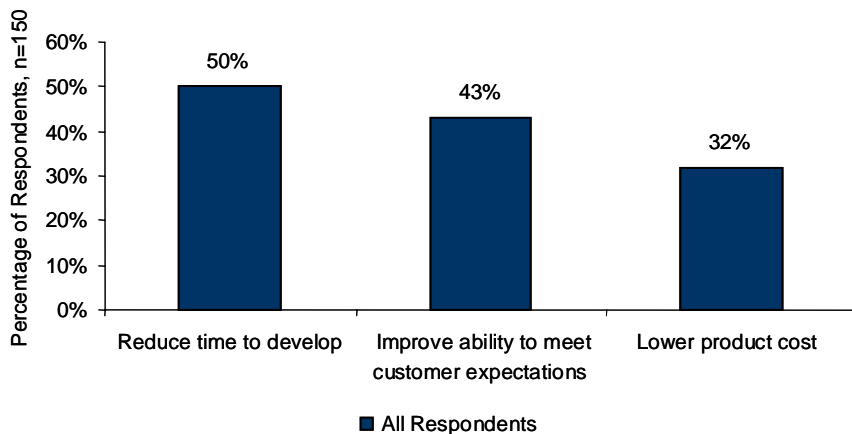 Percentage of Respondents, n=150
60%
50%
40%
30%
20%
10%
0%
50%
43%
32%
Reduce time to develop
Improve ability to meet
customer expectations
Lower product cost
All Respondents